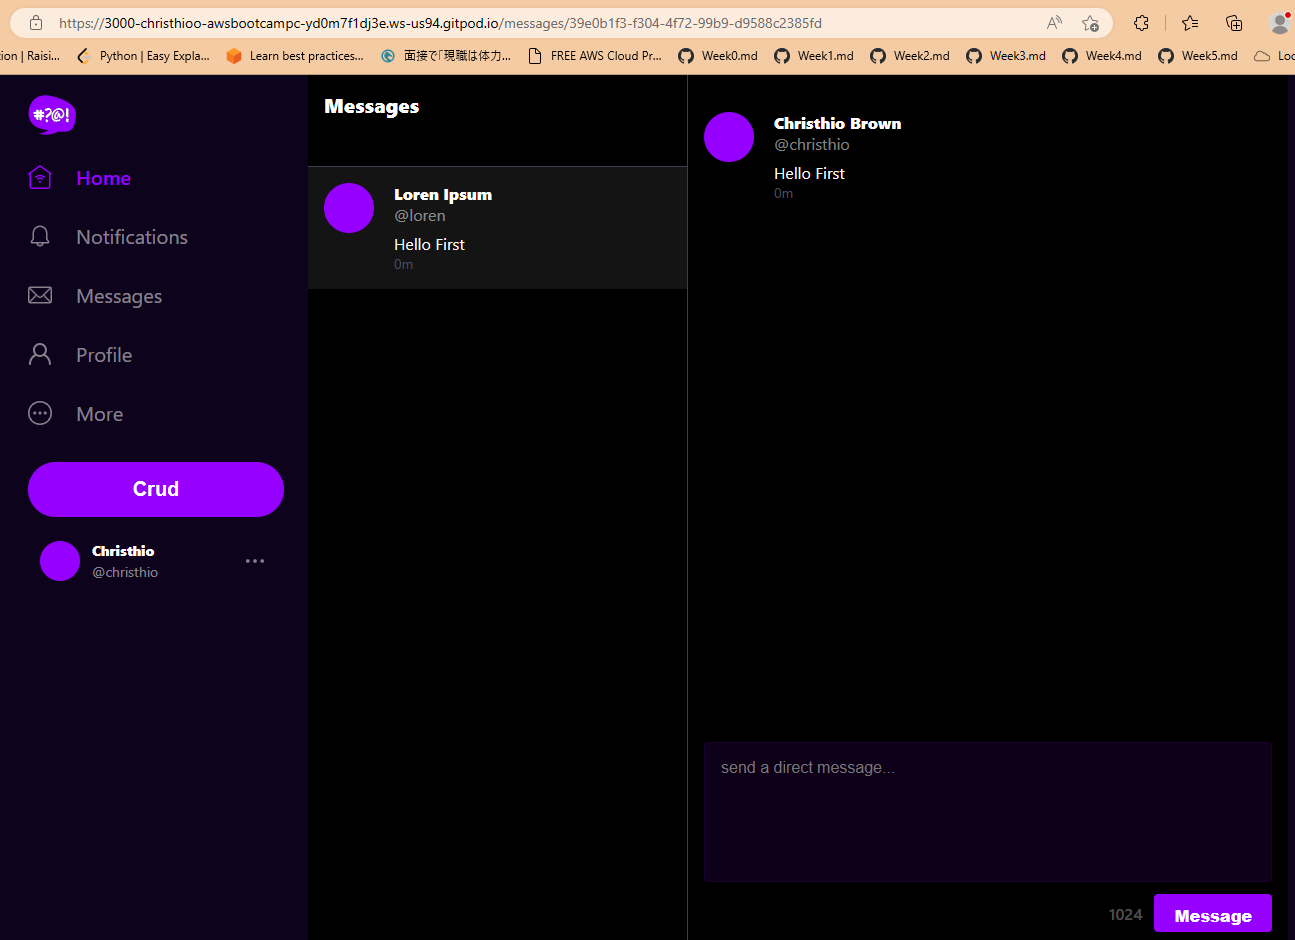 https://3000-christhioo-awsbootcampc-yd0m7f1dj3e.ws-us94.gitpod.io/messages/39e0b1f3-f304-4f72-99b9-d9588c2385fd
ion | Raisi... Python | Easy Expla... Learn best practices... 面接で「現職は体力... FREE AWS Cloud Pr... Week0.md Week1.md Week2.md Week3.md Week4.md Week5.md Loc
#?@!
Home
Notifications
Messages
Profile
More
Crud
Christhio
@christhio
Messages
Loren Ipsum
@loren
Hello First
0m
Christhio Brown
@christhio
Hello First
0m
send a direct message...
1024 Message